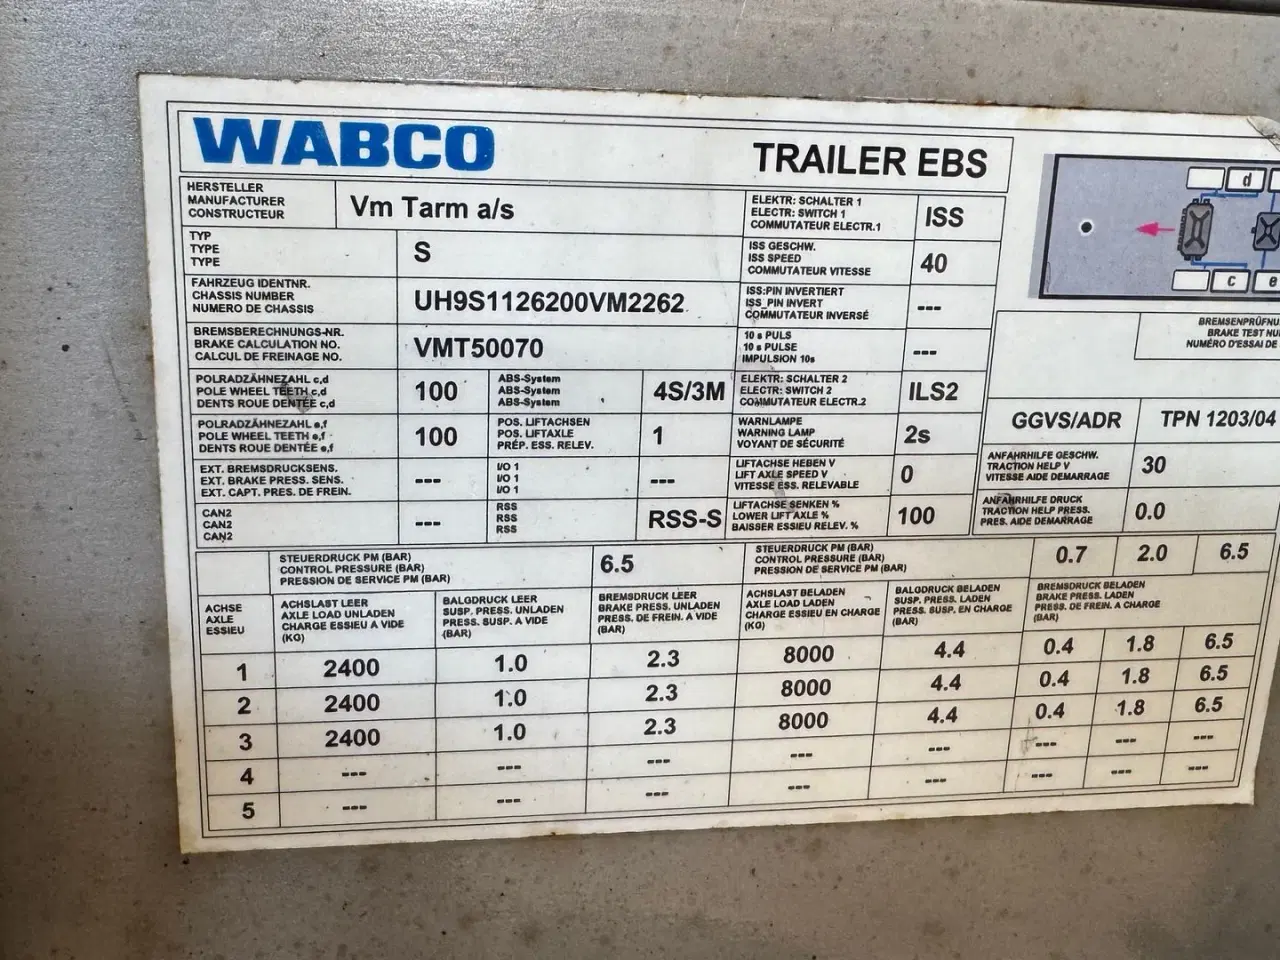 WABCO
TRAILER EBS
HERSTELLER
MANUFACTURER
CONSTRUCTEUR
Vm Tarm a/s
TYP
TYPE
TYPE
S
FAHRZEUG IDENTNR.
CHASSIS NUMBER
NUMERO DE CHASSIS
UH9S1126200VM2262
BREMSBERECHNUNGS-NR.
BRAKE CALCULATION NO.
CALCUL DE FREINAGE NO.
VMT50070
POLRADZÄHNEZAHL c,d
POLE WHEEL TEETH c,d
DENTS ROUE DENTÉE c,d
100
ABS-System
ABS-System
ABS-System
4S/3M
POLRADZÄHNEZAHL e,f
POLE WHEEL TEETH e,f
DENTS ROUE DENTÉE e,f
100
POS. LIFTACHSEN
POS. LIFTAXLE
PRÉP. ESS. RELEV.
1
EXT. BREMSDRUCKSENS.
EXT. BRAKE PRESS. SENS.
EXT. CAPT. PRES. DE FREIN.
---
I/O 1
I/O 1
I/O 1
---
CAN2
CAN2
CAN2
---
RSS
RSS
RSS
RSS-S
ELEKTR: SCHALTER 1
ELECTR: SWITCH 1
COMMUTATEUR ELECTR.1
ISS
ISS GESCHW.
ISS SPEED
COMMUTATEUR VITESSE
40
ISS:PIN INVERTIERT
ISS_PIN INVERT
COMMUTATEUR INVERSÉ
---
10 s PULS
10 s PULSE
IMPULSION 10s
---
ELEKTR: SCHALTER 2
ELECTR: SWITCH 2
COMMUTATEUR ELECTR.2
ILS2
WARNLAMPE
WARNING LAMP
VOYANT DE SÉCURITÉ
2s
LIFTACHSE HEBEN V
LIFT AXLE SPEED V
VITESSE ESS. RELEVABLE
0
LIFTACHSE SENKEN %
LOWER LIFT AXLE %
BAISSER ESSIEU RELEV. %
100
d
c
e
BREMSENPRÜFNU
BRAKE TEST NU
NUMÉRO D'ESSAI DE
GGVS/ADR
TPN 1203/04
ANFAHRHILFE GESCHW.
TRACTION HELP V
VITESSE AIDE DEMARRAGE
30
ANFAHRHILFE DRUCK
TRACTION HELP PRESS.
PRES. AIDE DEMARRAGE
0.0
STEUERDRUCK PM (BAR)
CONTROL PRESSURE (BAR)
PRESSION DE SERVICE PM (BAR)
6.5
STEUERDRUCK PM (BAR)
CONTROL PRESSURE (BAR)
PRESSION DE SERVICE PM (BAR)
0.7 2.0 6.5
ACHSE
AXLE
ESSIEU
ACHSLAST LEER
AXLE LOAD UNLADEN
CHARGE ESSIEU A VIDE
(KG)
BALGDRUCK LEER
SUSP. PRESS. UNLADEN
PRESS. SUSP. A VIDE
(BAR)
BREMSDRUCK LEER
BRAKE PRESS. UNLADEN
PRESS. DE FREIN. A VIDE
(BAR)
ACHSLAST BELADEN
AXLE LOAD LADEN
CHARGE ESSIEU EN CHARGE
(KG)
BALGDRUCK BELADEN
SUSP. PRESS. LADEN
PRESS. SUSP. EN CHARGE
(BAR)
BREMSDRUCK BELADEN
BRAKE PRESS. LADEN
PRESS. DE FREIN. A CHARGE
(BAR)
1 2400 1.0 2.3 8000 4.4 0.4 1.8 6.5
2 2400 1.0 2.3 8000 4.4 0.4 1.8 6.5
3 2400 1.0 2.3 8000 4.4 0.4 1.8 6.5
4 --- --- --- --- --- --- --- ---
5 --- --- --- --- --- --- --- ---